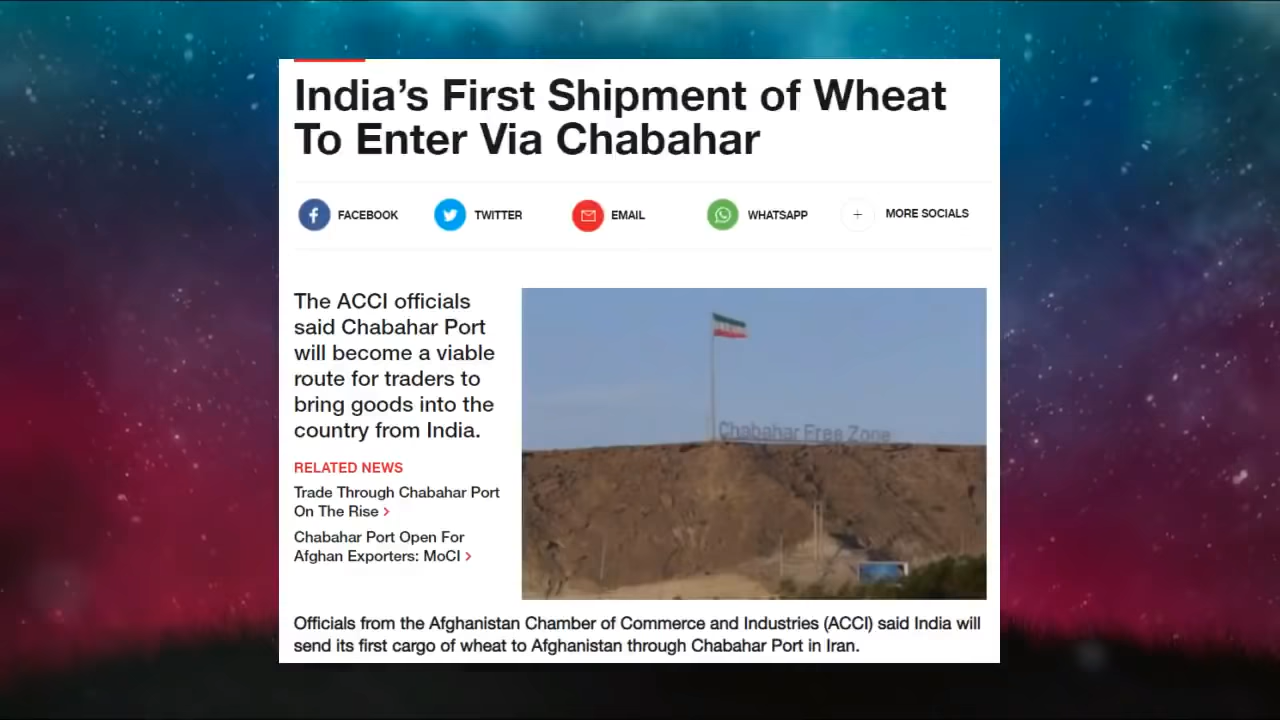 India's First Shipment of Wheat
To Enter Via Chabahar
FACEBOOK
TWITTER
EMAIL
WHATSAPP
MORE SOCIALS
The ACCI officials
said Chabahar Port
will become a viable
route for traders to
bring goods into the
country from India.
RELATED NEWS
Trade Through Chabahar Port
On The Rise
Chabahar Port Open For
Afghan Exporters: MoCI
Chabahar Free Zone
Officials from the Afghanistan Chamber of Commerce and Industries (ACCI) said India will
send its first cargo of wheat to Afghanistan through Chabahar Port in Iran.